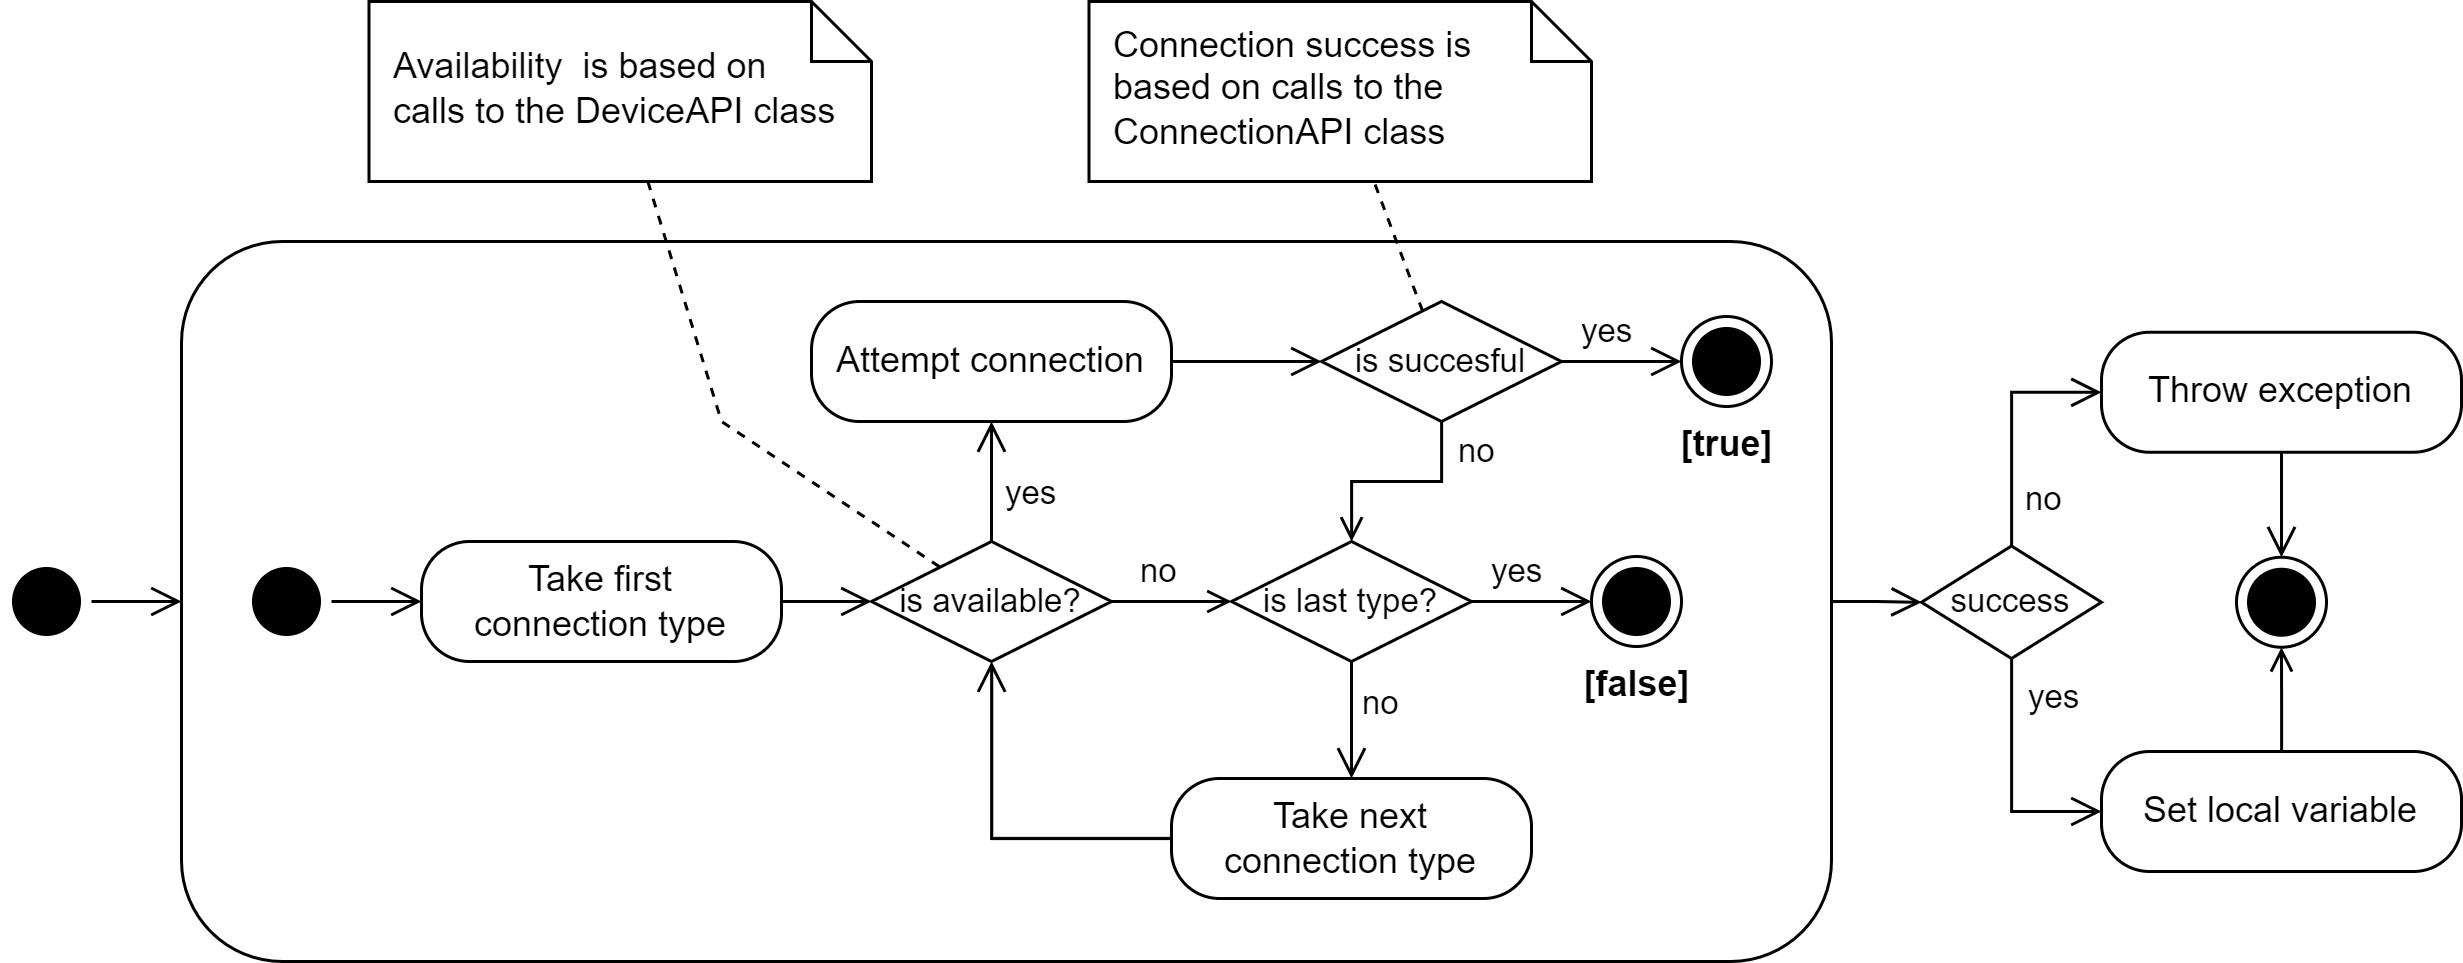 Availability  is based on
calls to the DeviceAPI class
Connection success is
based on calls to the
ConnectionAPI class
Attempt connection
is succesful
yes
[true]
no
Throw exception
yes
no
Take first
connection type
is available?
no
is last type?
yes
success
[false]
no
yes
Take next
connection type
Set local variable